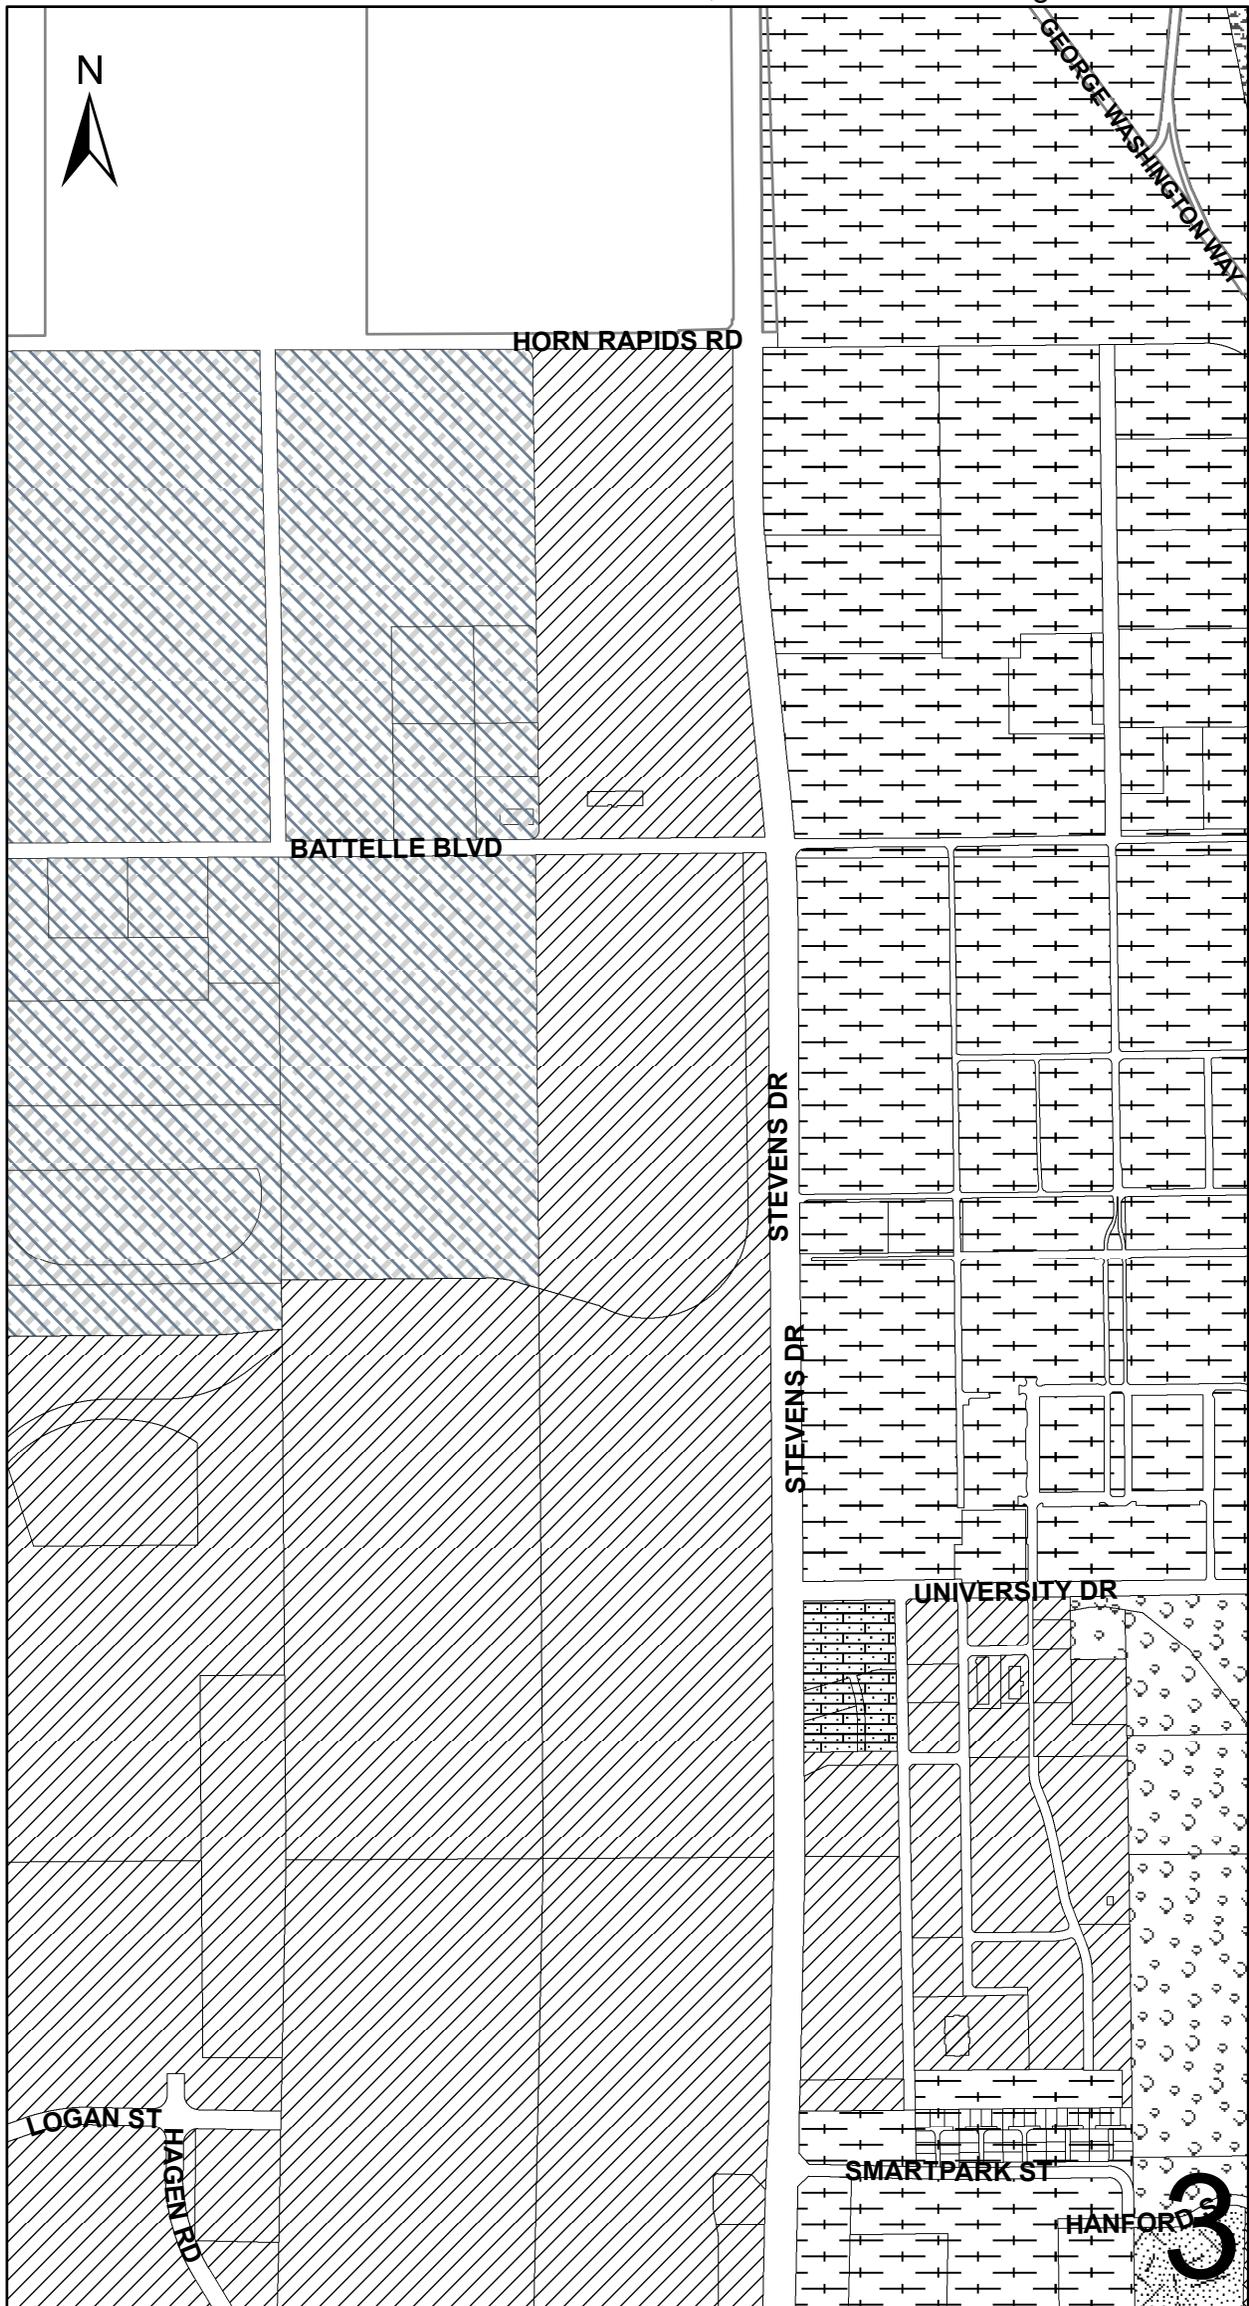 GEORGE WASHINGTON WAY
N
HORN RAPIDS RD
BATTELLE BLVD
STEVENS DR
STEVENS DR
UNIVERSITY DR
LOGAN ST
HAGEN RD
SMARTPARK ST
HANFORD S
3